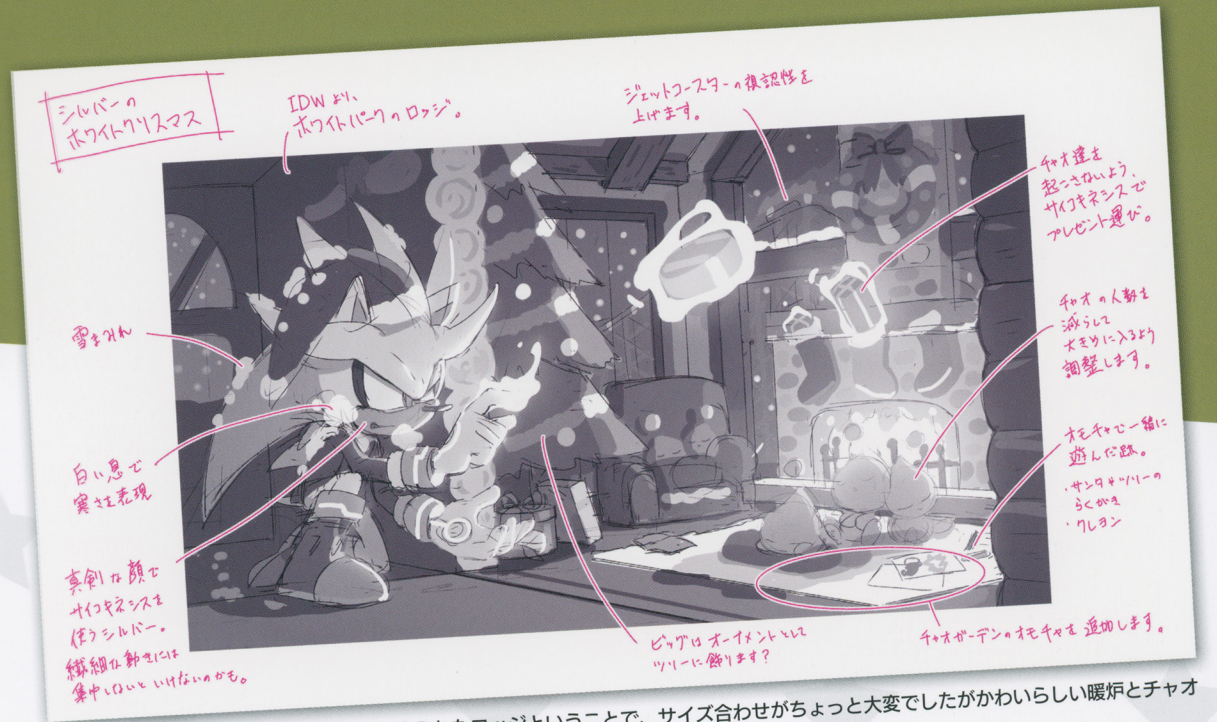 シルバーの
ホワイトクリスマス
IDWより、
ホワイトパークのロッジ。
ジェットコースターの視認性を
上げます。
チャオ達を
起こさないよう、
サイコキネシスで
プレゼント運び。
雪まみれ
チャオの人数を
減らして
大きめに入るよう
調整します。
白い息で
寒さを表現
オモチャで一緒に
遊んだ跡。
・サンタやツリーの
らくがき
・クレヨン
真剣な顔で
サイコキネシスを
使うシルバー。
繊細な動きには
集中しないといけないのかも。
ビッグはオーナメントとして
ツリーに飾ります?
チャオガーデンのオモチャを追加します。
ロッジということで、サイズ合わせがちょっと大変でしたがかわいらしい暖炉とチャオ